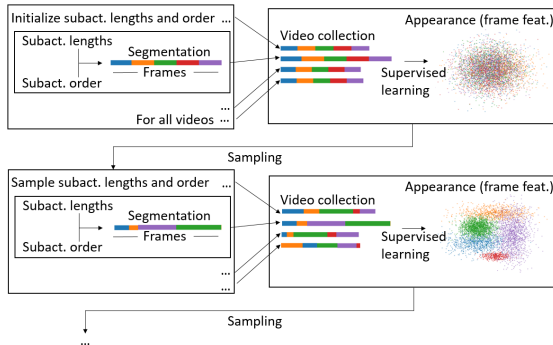 Initialize subact. lengths and order ...
Subact. lengths
Segmentation
Frames
Subact. order
...
For all videos ...
Video collection
Supervised
learning
Appearance (frame feat.)
Sampling
Sample subact. lengths and order ...
Subact. lengths
Segmentation
Frames
Subact. order
...
...
Video collection
Supervised
learning
Appearance (frame feat.)
Sampling
...